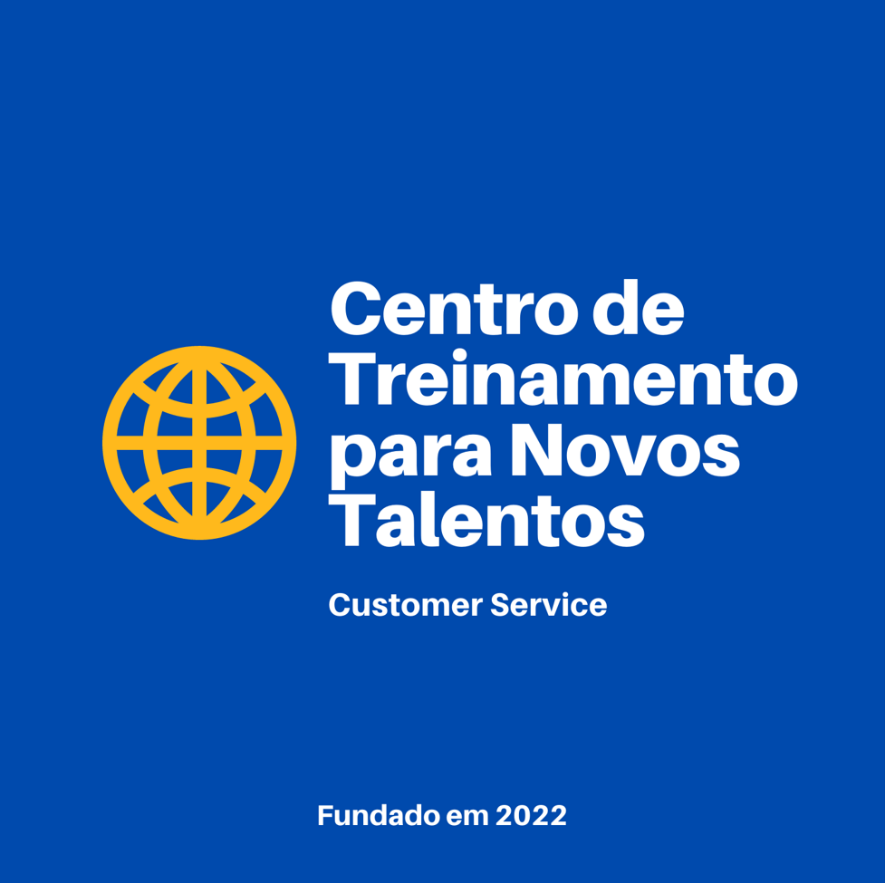 Centro de
Treinamento
para Novos
Talentos
Customer Service
Fundado em 2022